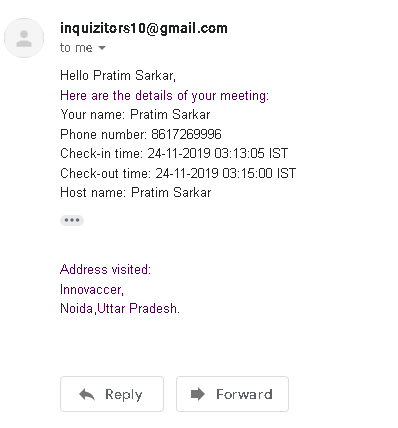 inquizitors10@gmail.com
to me
Hello Pratim Sarkar,
Here are the details of your meeting:
Your name: Pratim Sarkar
Phone number: 8617269996
Check-in time: 24-11-2019 03:13:05 IST
Check-out time: 24-11-2019 03:15:00 IST
Host name: Pratim Sarkar
Address visited:
Innovaccer,
Noida,Uttar Pradesh.
Reply
Forward